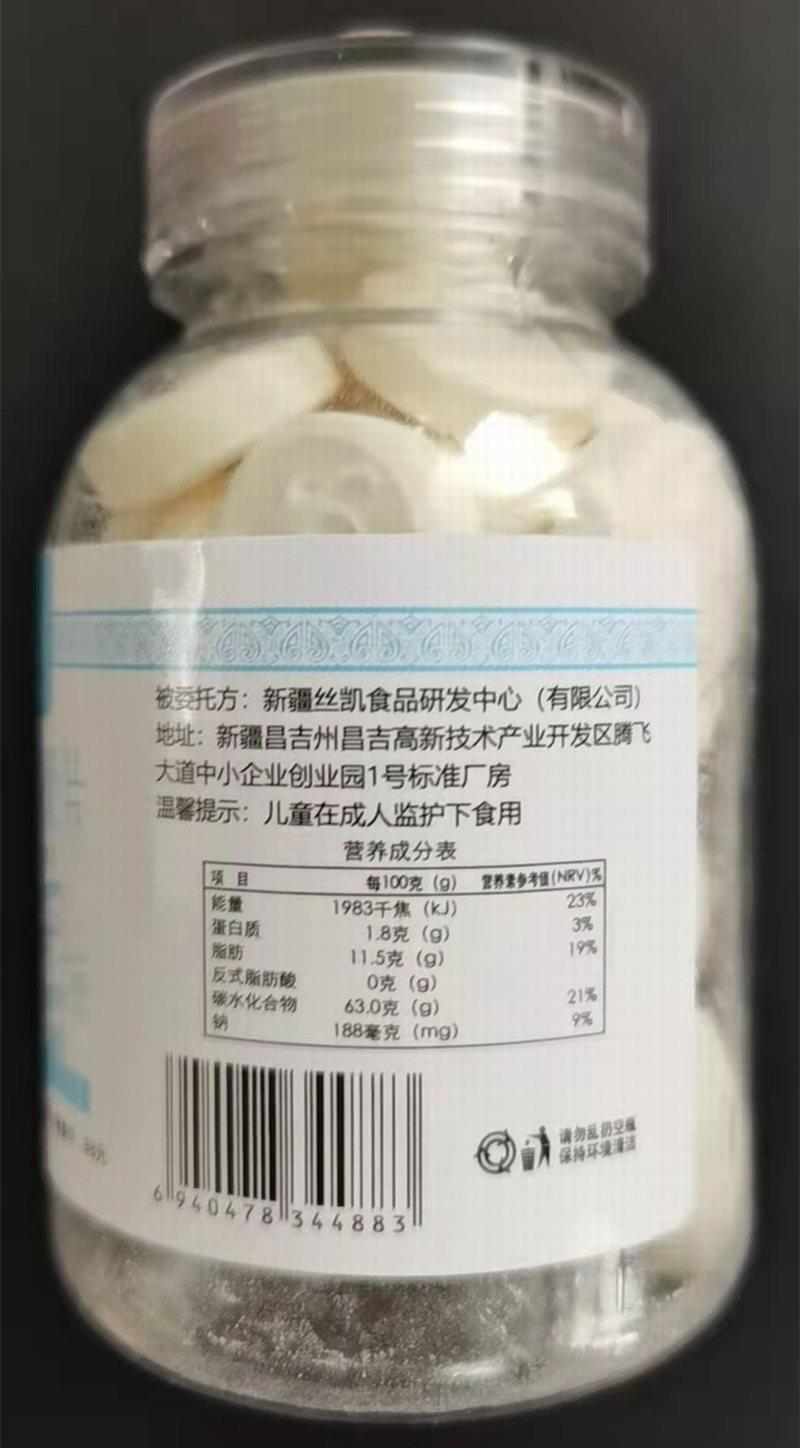 被委托方：新疆丝凯食品研发中心（有限公司）
地址：新疆昌吉州昌吉高新技术产业开发区腾飞
大道中小企业创业园1号标准厂房
温馨提示：儿童在成人监护下食用
营养成分表
项 目 每100克（g） 营养素参考值(NRV)%
能量 1983千焦（kJ） 23%
蛋白质 1.8克（g） 3%
脂肪 11.5克（g） 19%
反式脂肪酸 0克（g）
碳水化合物 63.0克（g） 21%
钠 188毫克（mg） 9%
请勿乱扔空瓶
保持环境清洁
6 940478 344883